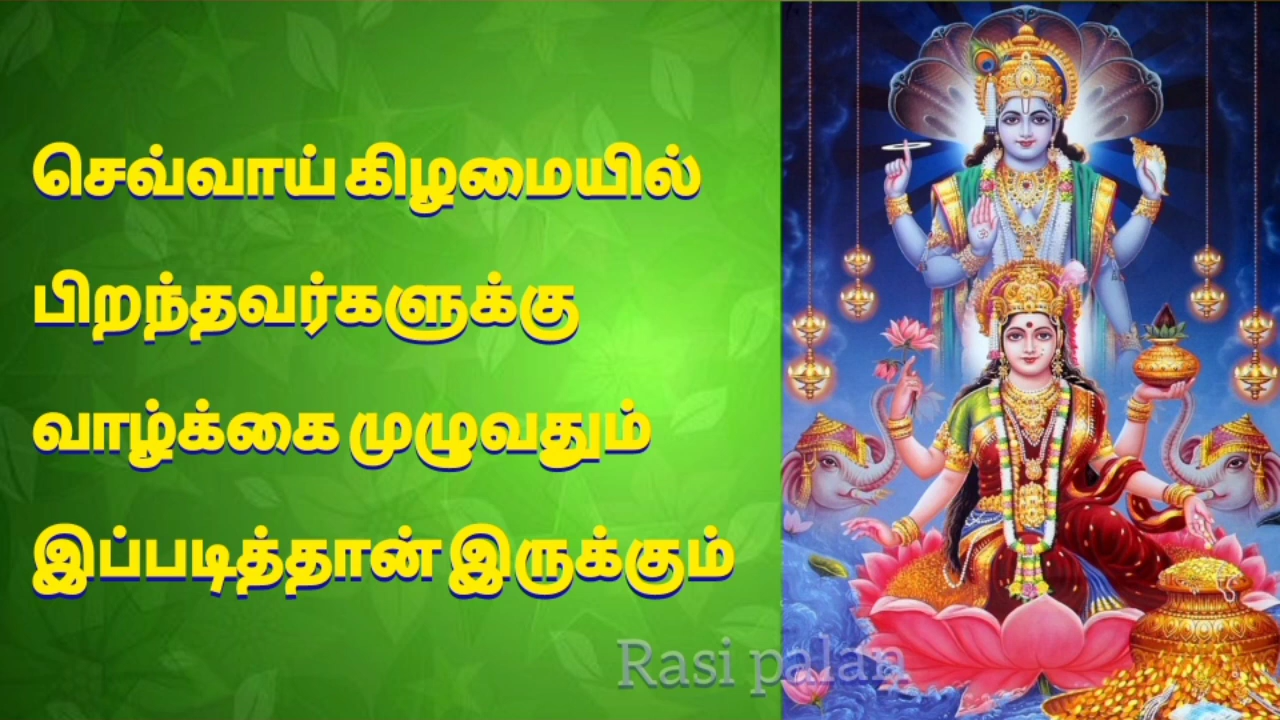 செவ்வாய் கிழமையில்
பிறந்தவர்களுக்கு
வாழ்க்கை முழுவதும்
இப்படித்தான் இருக்கும்
Rasi palan